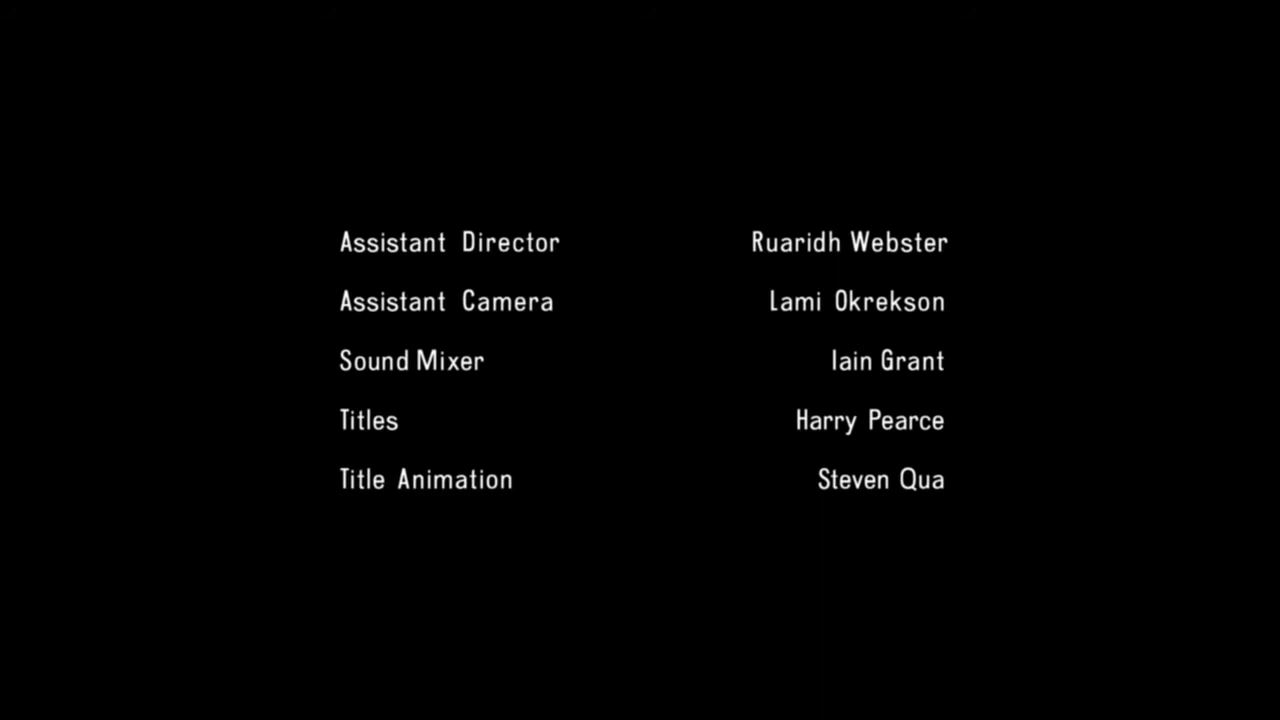 Assistant Director Ruaridh Webster
Assistant Camera Lami Okrekson
Sound Mixer Iain Grant
Titles Harry Pearce
Title Animation Steven Qua